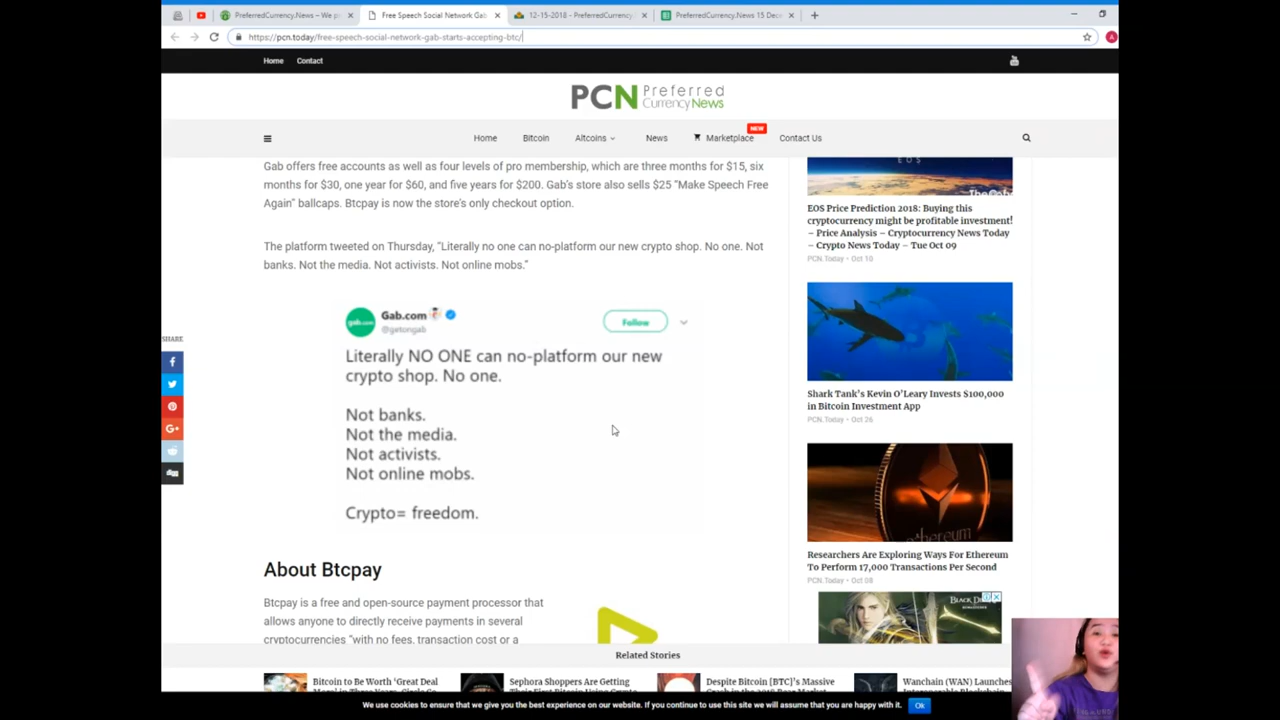 PreferredCurrency.News – We p
Free Speech Social Network Gab
12-15-2018 - PreferredCurrency.
PreferredCurrency.News 15 Dec
https://pcn.today/free-speech-social-network-gab-starts-accepting-btc/
A
Home Contact
PCN Preferred
CurrencyNews
NEW
Home Bitcoin Altcoins News Marketplace Contact Us
Gab offers free accounts as well as four levels of pro membership, which are three months for $15, six
months for $30, one year for $60, and five years for $200. Gab's store also sells $25 “Make Speech Free
Again” ballcaps. Btcpay is now the store's only checkout option.
The platform tweeted on Thursday, “Literally no one can no-platform our new crypto shop. No one. Not
banks. Not the media. Not activists. Not online mobs.”
SHARE
gab.com
Gab.com
@getongab
Follow
Literally NO ONE can no-platform our new
crypto shop. No one.
Not banks.
Not the media.
Not activists.
Not online mobs.
Crypto= freedom.
About Btcpay
Btcpay is a free and open-source payment processor that
allows anyone to directly receive payments in several
cryptocurrencies “with no fees, transaction cost or a
EOS
EOS Price Prediction 2018: Buying this
cryptocurrency might be profitable investment!
– Price Analysis – Cryptocurrency News Today
– Crypto News Today – Tue Oct 09
PCN.Today • Oct 10
Shark Tank's Kevin O'Leary Invests $100,000
in Bitcoin Investment App
PCN.Today • Oct 26
ethereum
Researchers Are Exploring Ways For Ethereum
To Perform 17,000 Transactions Per Second
PCN.Today • Oct 08
BLACK
Related Stories
Bitcoin to Be Worth ‘Great Deal
Sephora Shoppers Are Getting
Despite Bitcoin [BTC]'s Massive
Wanchain (WAN) Launches
We use cookies to ensure that we give you the best experience on our website. If you continue to use this site we will assume that you are happy with it. Ok